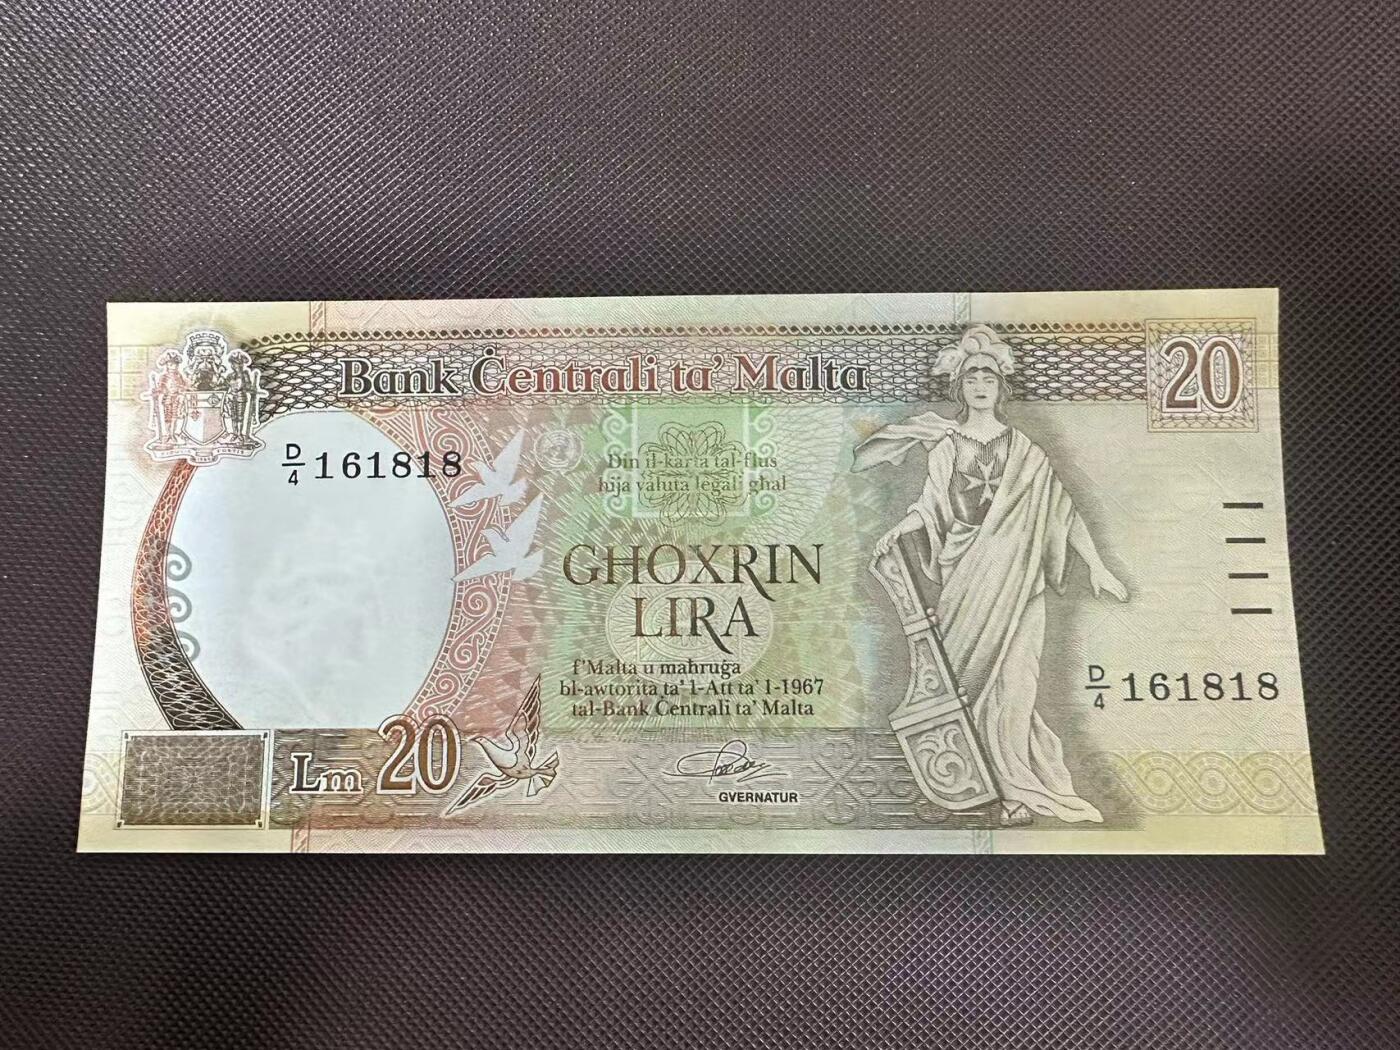 Bank Ċentrali ta' Malta
20
D/4 161818
Din il-karta tal-flus
hija valuta legali għal
GĦOXRIN
LIRA
f'Malta u maħruġa
bl-awtorità ta' l-Att ta' l-1967
tal-Bank Ċentrali ta' Malta
D/4 161818
Lm 20
GVERNATUR